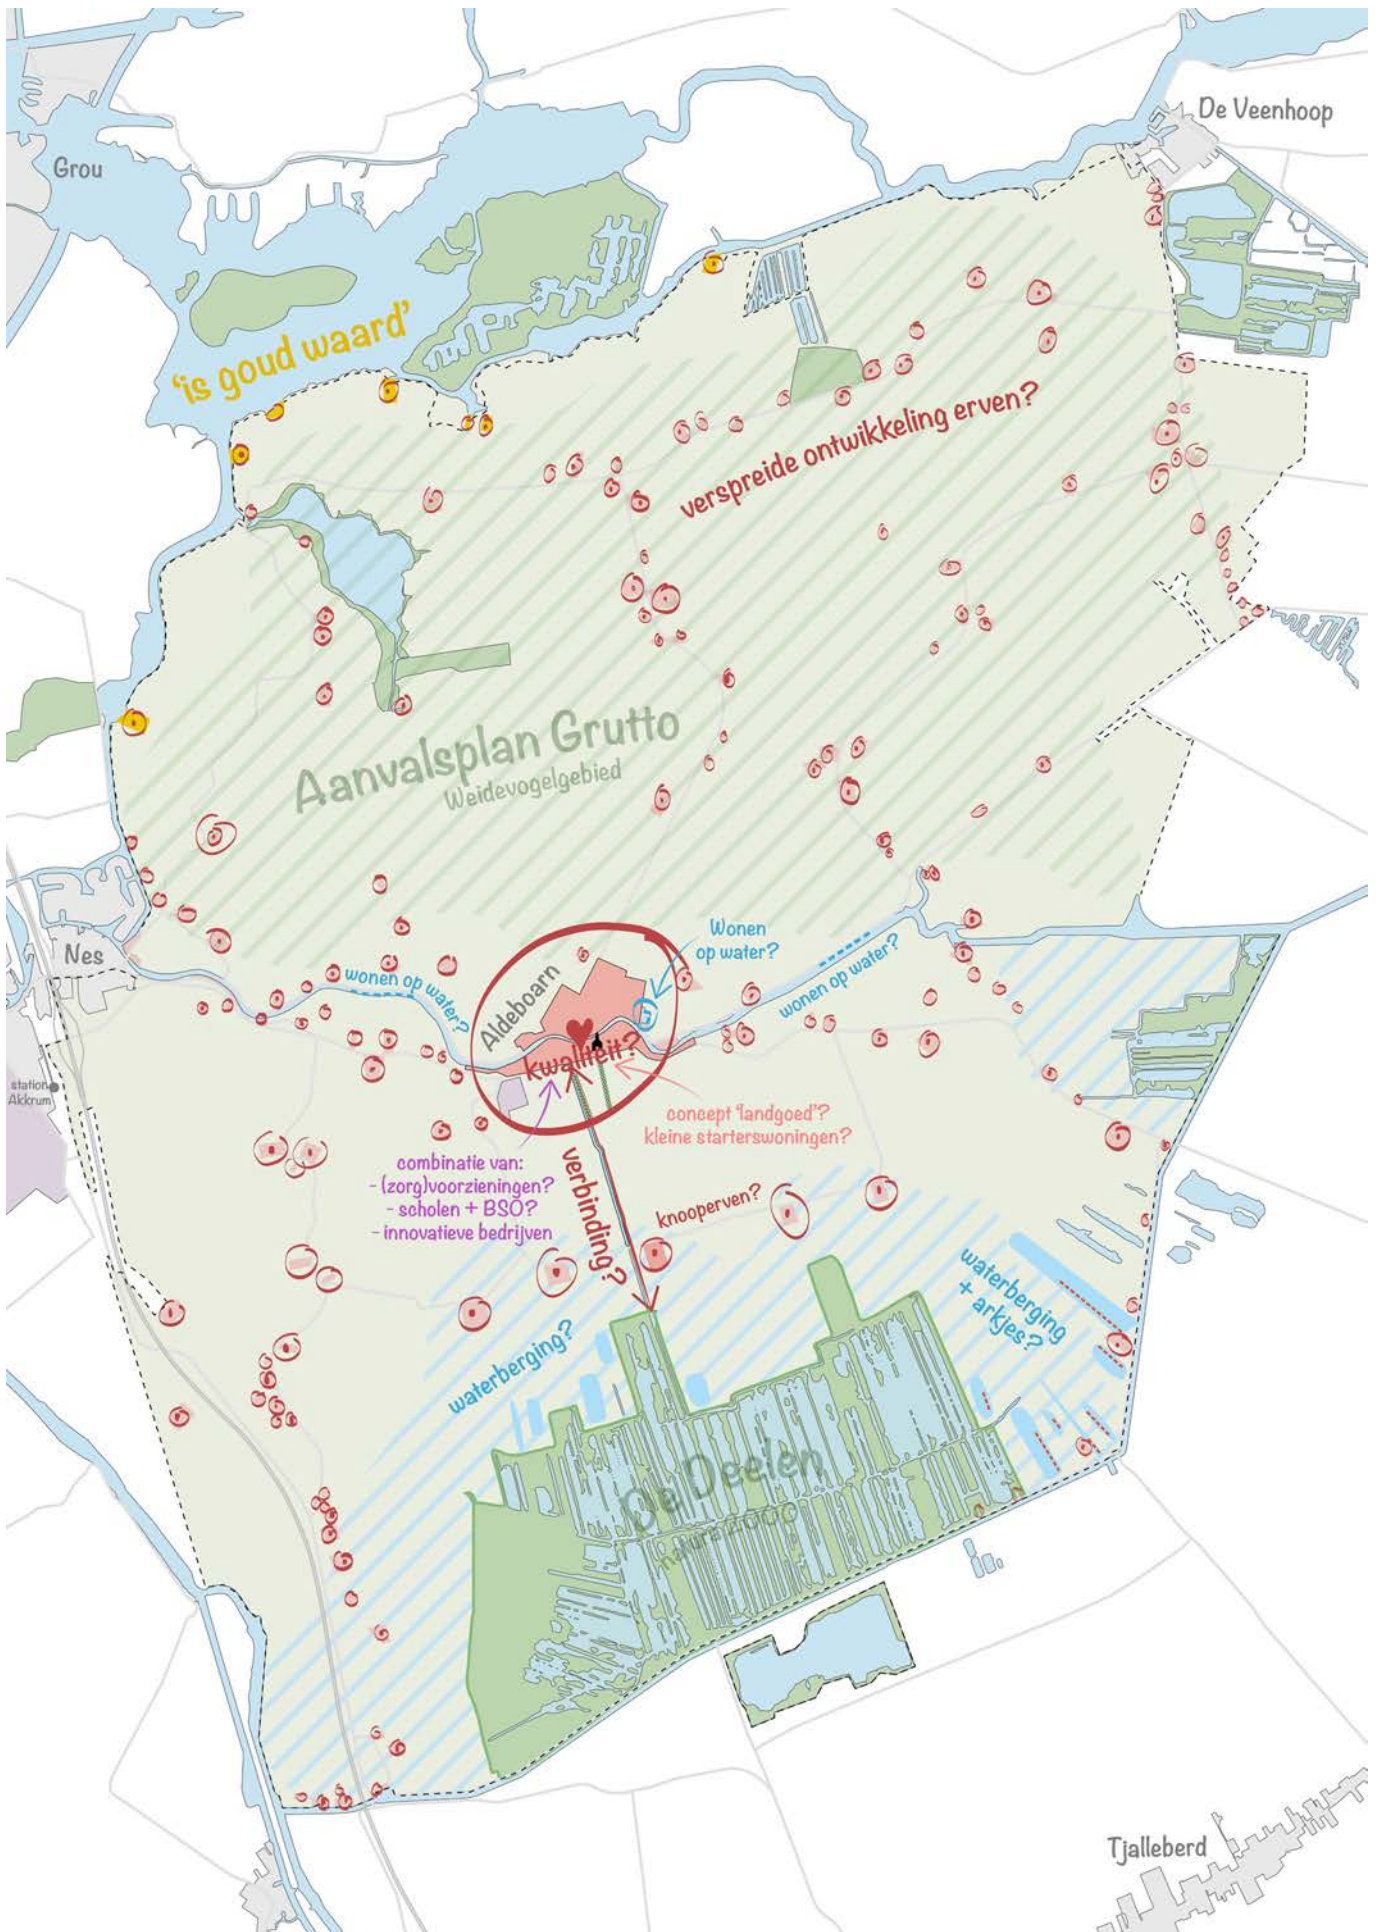 De Veenhoop
Grou
'is goud waard'
verspreide ontwikkeling erven?
Aanvalsplan Grutto
Weidevogelgebied
Nes
Wonen
op water?
wonen op water?
wonen op water?
Aldeboarn
kwaliteit?
station
Akkrum
concept 'landgoed'?
kleine starterswoningen?
combinatie van:
- (zorg)voorzieningen?
- scholen + BSO?
- innovatieve bedrijven
verbinding?
knooperven?
waterberging
+ arkjes?
waterberging?
De Deelen
natura 2000
Tjalleberd